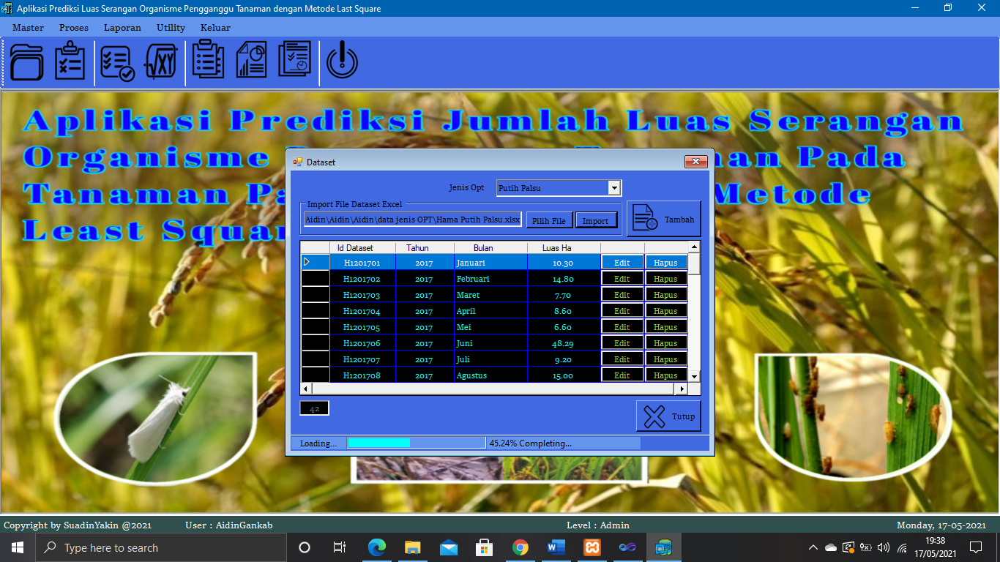 Aplikasi Prediksi Luas Serangan Organisme Pengganggu Tanaman dengan Metode Last Square
Master Proses Laporan Utility Keluar
Aplikasi Prediksi Jumlah Luas Serangan
Organisme
Pada
Tanaman
Metode
Least
Dataset
Jenis Opt Putih Palsu
Import File Dataset Excel
Aidin\Aidin\Aidin\data jenis OPT\Hama Putih Palsu.xlsx Pilih File Import Tambah
Id Dataset Tahun Bulan Luas Ha
H1201701 2017 Januari 10.30 Edit Hapus
H1201702 2017 Februari 14.80 Edit Hapus
H1201703 2017 Maret 7.70 Edit Hapus
H1201704 2017 April 8.60 Edit Hapus
H1201705 2017 Mei 6.60 Edit Hapus
H1201706 2017 Juni 48.29 Edit Hapus
H1201707 2017 Juli 9.20 Edit Hapus
H1201708 2017 Agustus 15.00 Edit Hapus
42
Tutup
Loading... 45.24% Completing...
Copyright by SuadinYakin @2021 User : AidinGankab Level : Admin Monday, 17-05-2021
Type here to search
19:38
17/05/2021